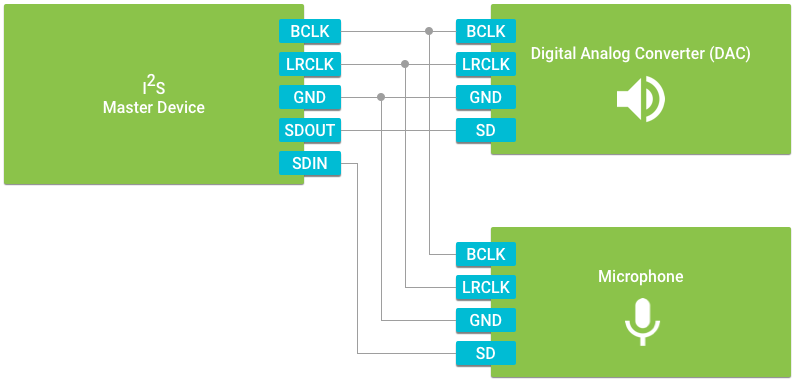 I²S
Master Device
BCLK
LRCLK
GND
SDOUT
SDIN
BCLK
LRCLK
GND
SD
Digital Analog Converter (DAC)
BCLK
LRCLK
GND
SD
Microphone